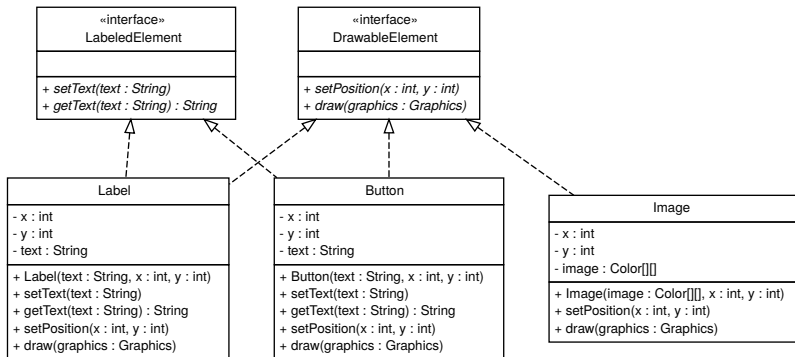 «interface»
LabeledElement
+ setText(text : String)
+ getText(text : String) : String
«interface»
DrawableElement
+ setPosition(x : int, y : int)
+ draw(graphics : Graphics)
Label
- x : int
- y : int
- text : String
+ Label(text : String, x : int, y : int)
+ setText(text : String)
+ getText(text : String) : String
+ setPosition(x : int, y : int)
+ draw(graphics : Graphics)
Button
- x : int
- y : int
- text : String
+ Button(text : String, x : int, y : int)
+ setText(text : String)
+ getText(text : String) : String
+ setPosition(x : int, y : int)
+ draw(graphics : Graphics)
Image
- x : int
- y : int
- image : Color[][]
+ Image(image : Color[][], x : int, y : int)
+ setPosition(x : int, y : int)
+ draw(graphics : Graphics)